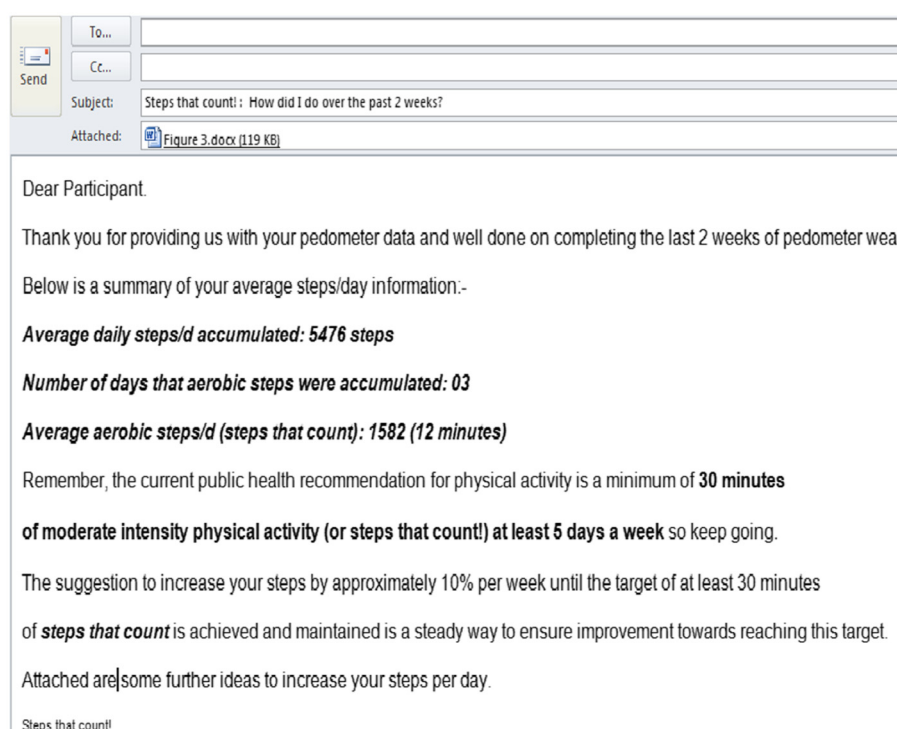 To...
Cc...
Send
Subject: Steps that count! : How did I do over the past 2 weeks?
Attached: Figure 3.docx (119 KB)
Dear Participant.
Thank you for providing us with your pedometer data and well done on completing the last 2 weeks of pedometer wea
Below is a summary of your average steps/day information:-
Average daily steps/d accumulated: 5476 steps
Number of days that aerobic steps were accumulated: 03
Average aerobic steps/d (steps that count): 1582 (12 minutes)
Remember, the current public health recommendation for physical activity is a minimum of 30 minutes
of moderate intensity physical activity (or steps that count!) at least 5 days a week so keep going.
The suggestion to increase your steps by approximately 10% per week until the target of at least 30 minutes
of steps that count is achieved and maintained is a steady way to ensure improvement towards reaching this target.
Attached are some further ideas to increase your steps per day.
Steps that count!